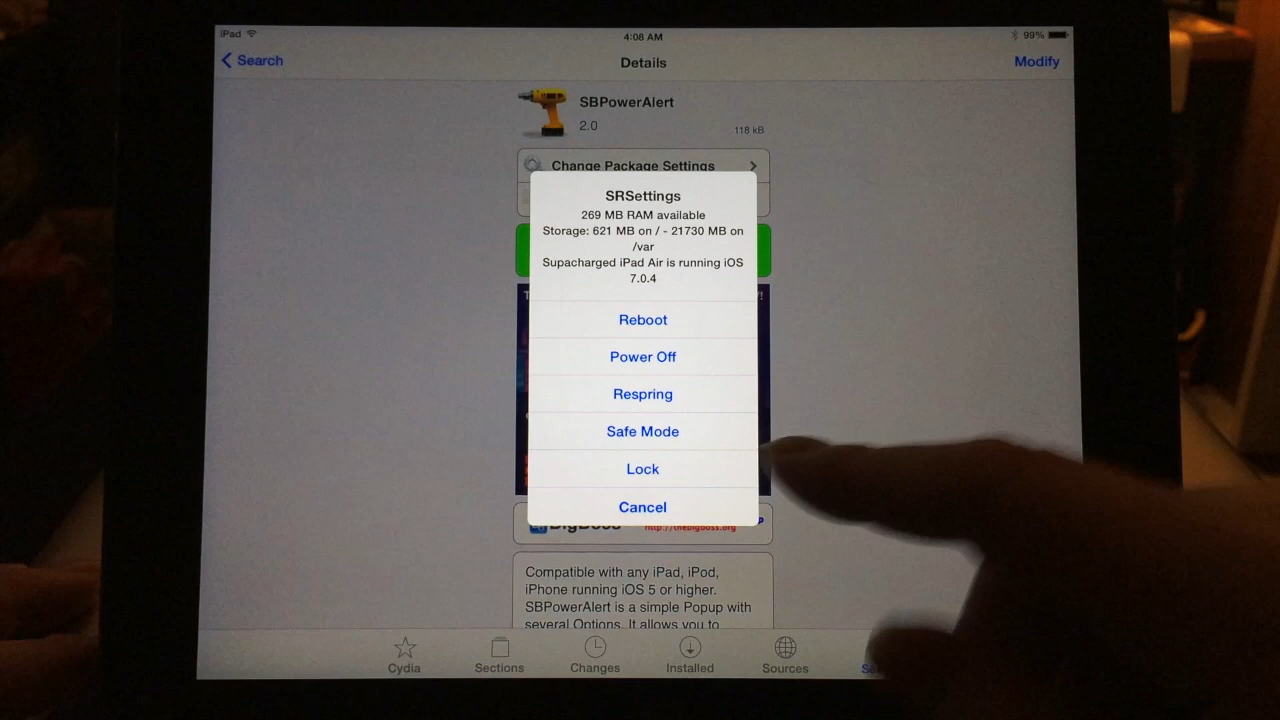 iPad
4:08 AM
99%
Search
Details
Modify
SBPowerAlert
2.0
118 kB
Change Package Settings
SRSettings
269 MB RAM available
Storage: 621 MB on / - 21730 MB on
/var
Supacharged iPad Air is running iOS
7.0.4
Reboot
Power Off
Respring
Safe Mode
Lock
Cancel
BigBoss
http://thebigboss.org
Compatible with any iPad, iPod,
iPhone running iOS 5 or higher.
SBPowerAlert is a simple Popup with
several Options. It allows you to
Cydia
Sections
Changes
Installed
Sources